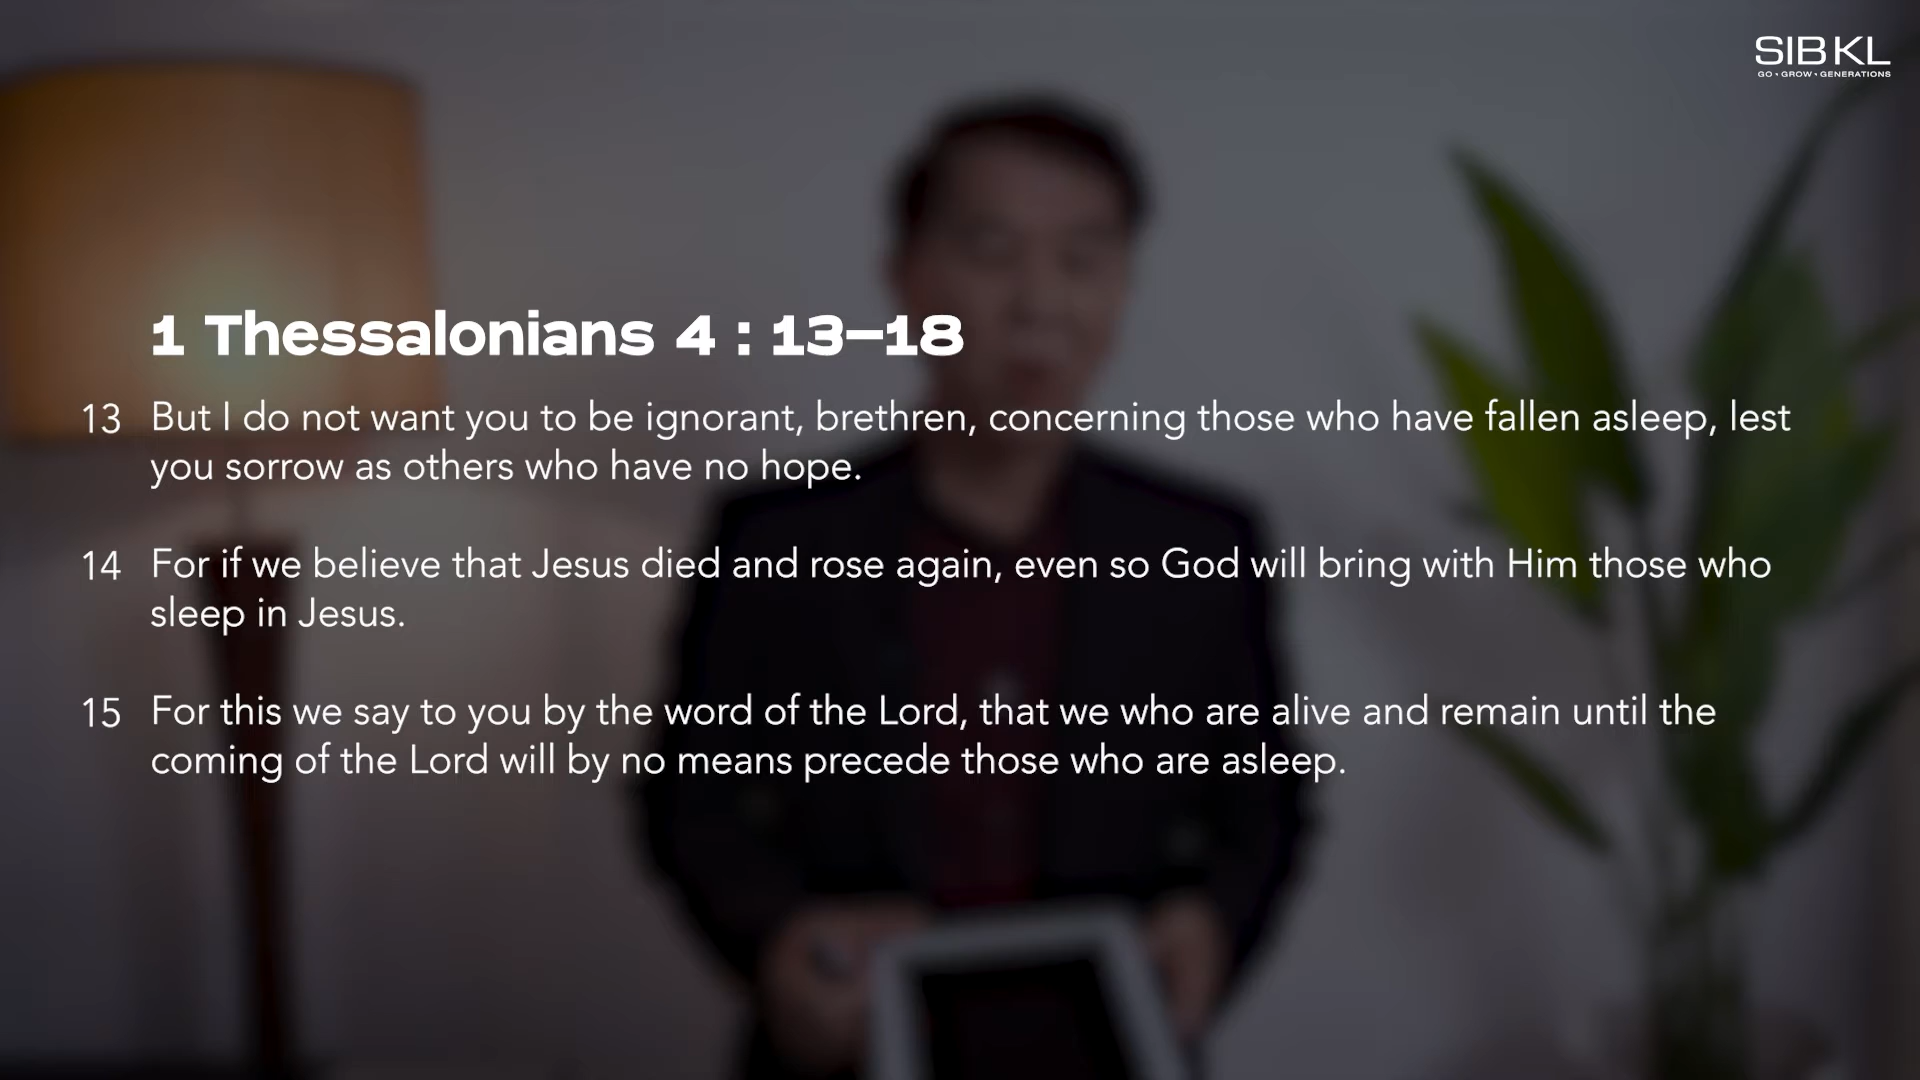 SIBKL
GO • GROW • GENERATIONS
1 Thessalonians 4 : 13–18
13 But I do not want you to be ignorant, brethren, concerning those who have fallen asleep, lest
you sorrow as others who have no hope.
14 For if we believe that Jesus died and rose again, even so God will bring with Him those who
sleep in Jesus.
15 For this we say to you by the word of the Lord, that we who are alive and remain until the
coming of the Lord will by no means precede those who are asleep.